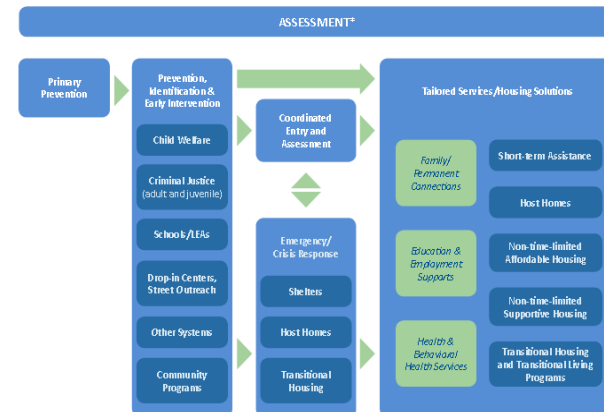 ASSESSMENT*
Primary
Prevention
Prevention,
Identification &
Early Intervention
Child Welfare
Criminal Justice
(adult and juvenile)
Schools/LEAs
Drop-in Centers,
Street Outreach
Other Systems
Community
Programs
Coordinated
Entry and
Assessment
Emergency/
Crisis Response
Shelters
Host Homes
Transitional
Housing
Tailored Services/Housing Solutions
Family/
Permanent
Connections
Education &
Employment
Supports
Health &
Behavioral
Health Services
Short-term Assistance
Host Homes
Non-time-limited
Affordable Housing
Non-time-limited
Supportive Housing
Transitional Housing
and Transitional Living
Programs